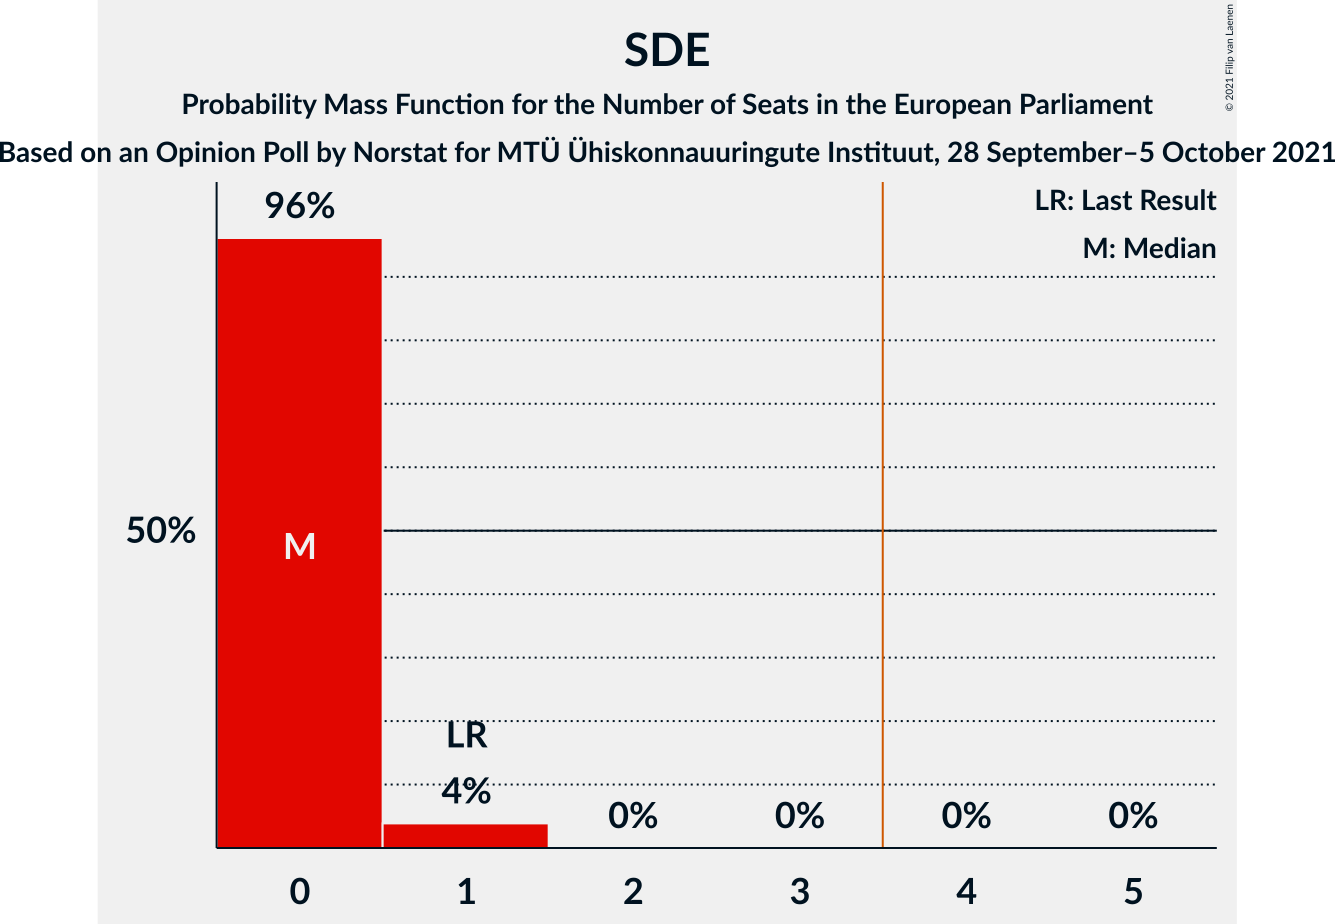 SDE
Probability Mass Function for the Number of Seats in the European Parliament
Based on an Opinion Poll by Norstat for MTÜ Ühiskonnauuringute Instituut, 28 September–5 October 2021
© 2021 Filip van Laenen
LR: Last Result
M: Median
96%
50%
M
LR
4%
0%
0%
0%
0%
0
1
2
3
4
5